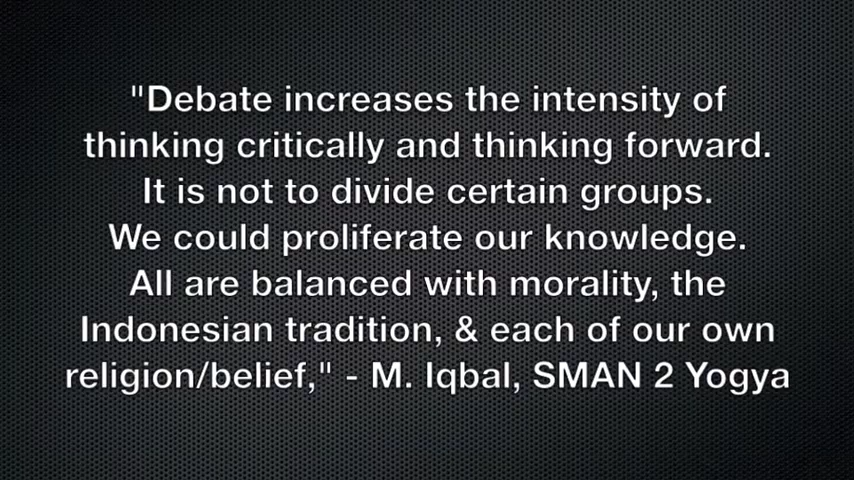 "Debate increases the intensity of
thinking critically and thinking forward.
It is not to divide certain groups.
We could proliferate our knowledge.
All are balanced with morality, the
Indonesian tradition, & each of our own
religion/belief," - M. Iqbal, SMAN 2 Yogya